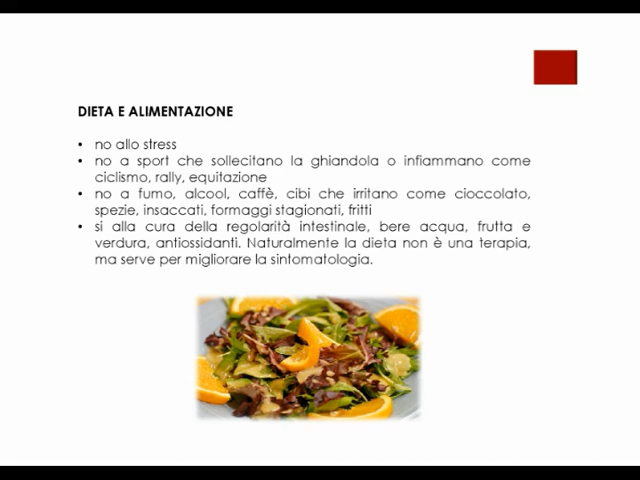 DIETA E ALIMENTAZIONE
• no allo stress
• no a sport che sollecitano la ghiandola o infiammano come
ciclismo, rally, equitazione
• no a fumo, alcool, caffè, cibi che irritano come cioccolato,
spezie, insaccati, formaggi stagionati, fritti
• si alla cura della regolarità intestinale, bere acqua, frutta e
verdura, antiossidanti. Naturalmente la dieta non è una terapia,
ma serve per migliorare la sintomatologia.